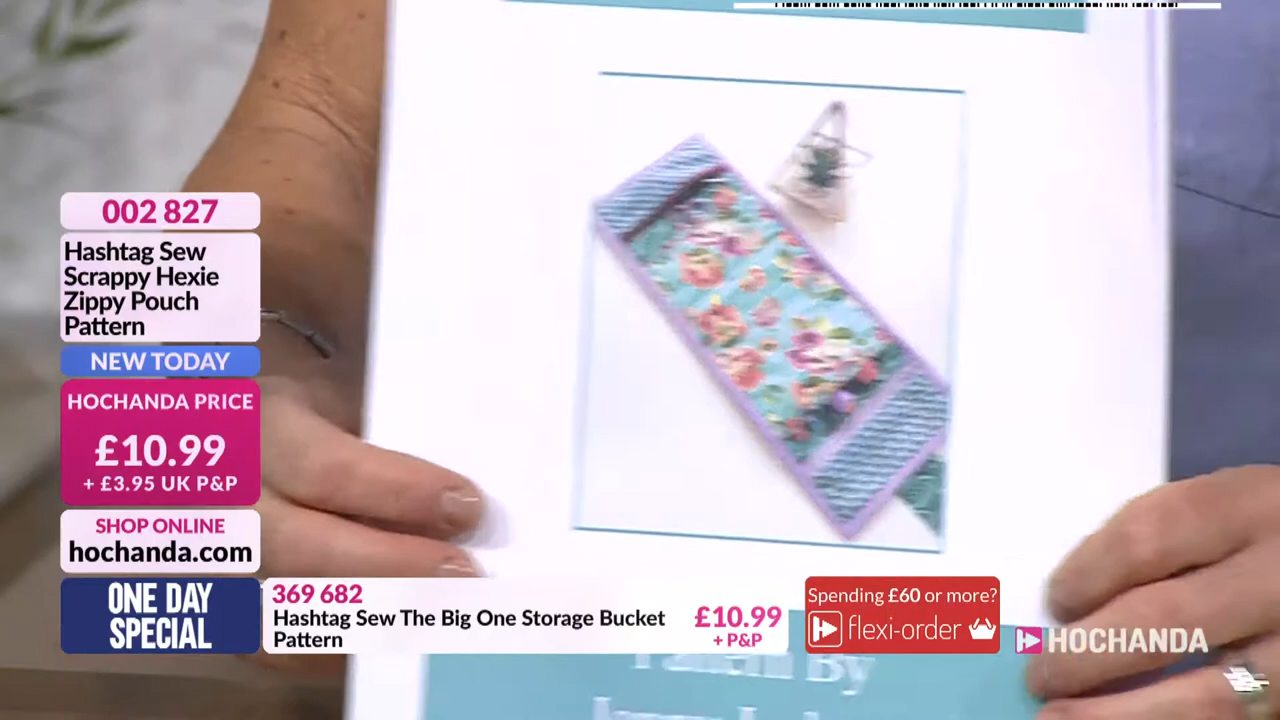 002 827
Hashtag Sew
Scrappy Hexie
Zippy Pouch
Pattern
NEW TODAY
HOCHANDA PRICE
£10.99
+ £3.95 UK P&P
SHOP ONLINE
hochanda.com
ONE DAY
SPECIAL
369 682
Hashtag Sew The Big One Storage Bucket
Pattern
£10.99
+ P&P
Spending £60 or more?
flexi-order
HOCHANDA
Pattern By